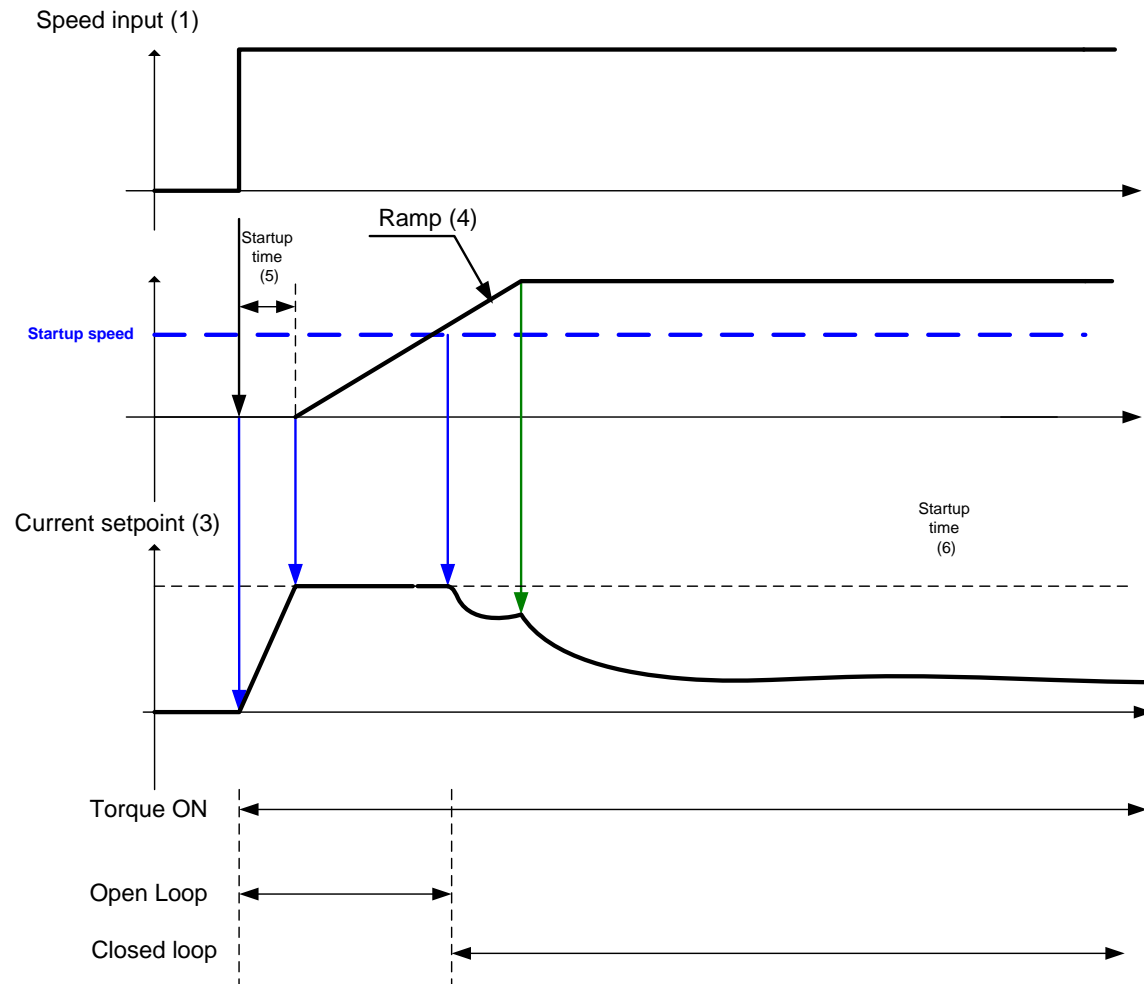 Speed input (1)
Ramp (4)
Startup
time
(5)
Startup speed
Current setpoint (3)
Startup
time
(6)
Torque ON
Open Loop
Closed loop